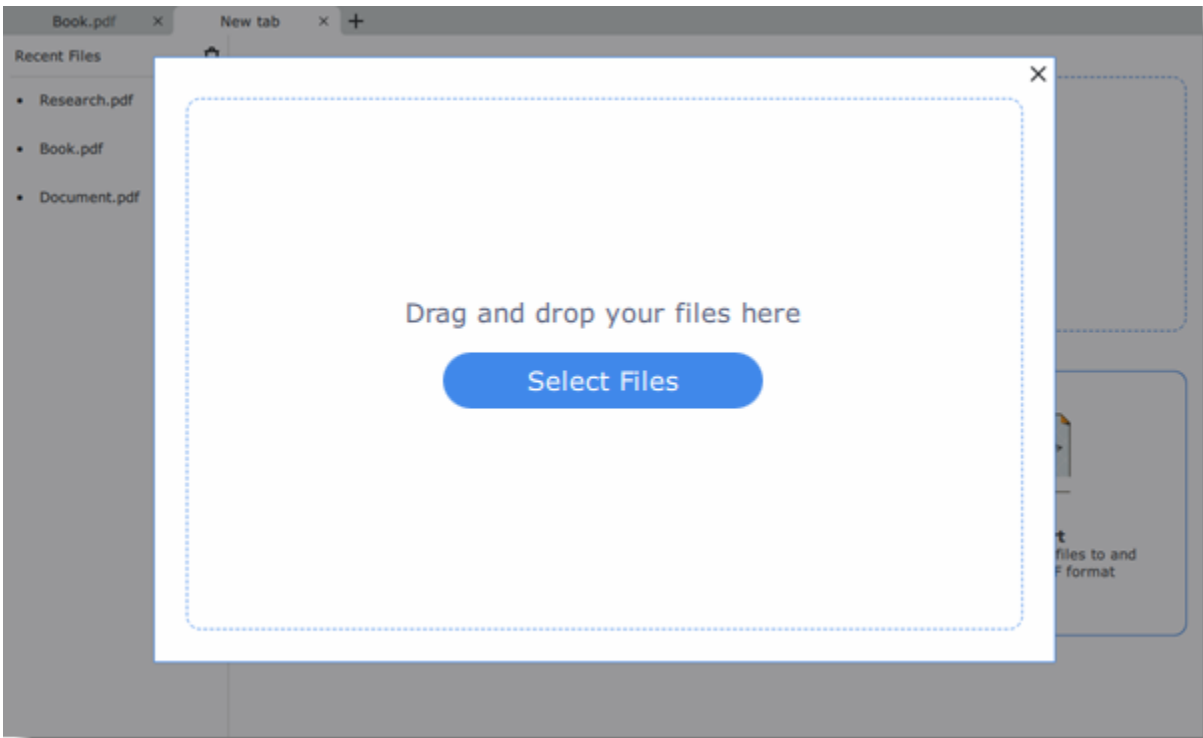 Book.pdf
New tab
Recent Files
Research.pdf
Book.pdf
Document.pdf
Drag and drop your files here
Select Files
files to and
format